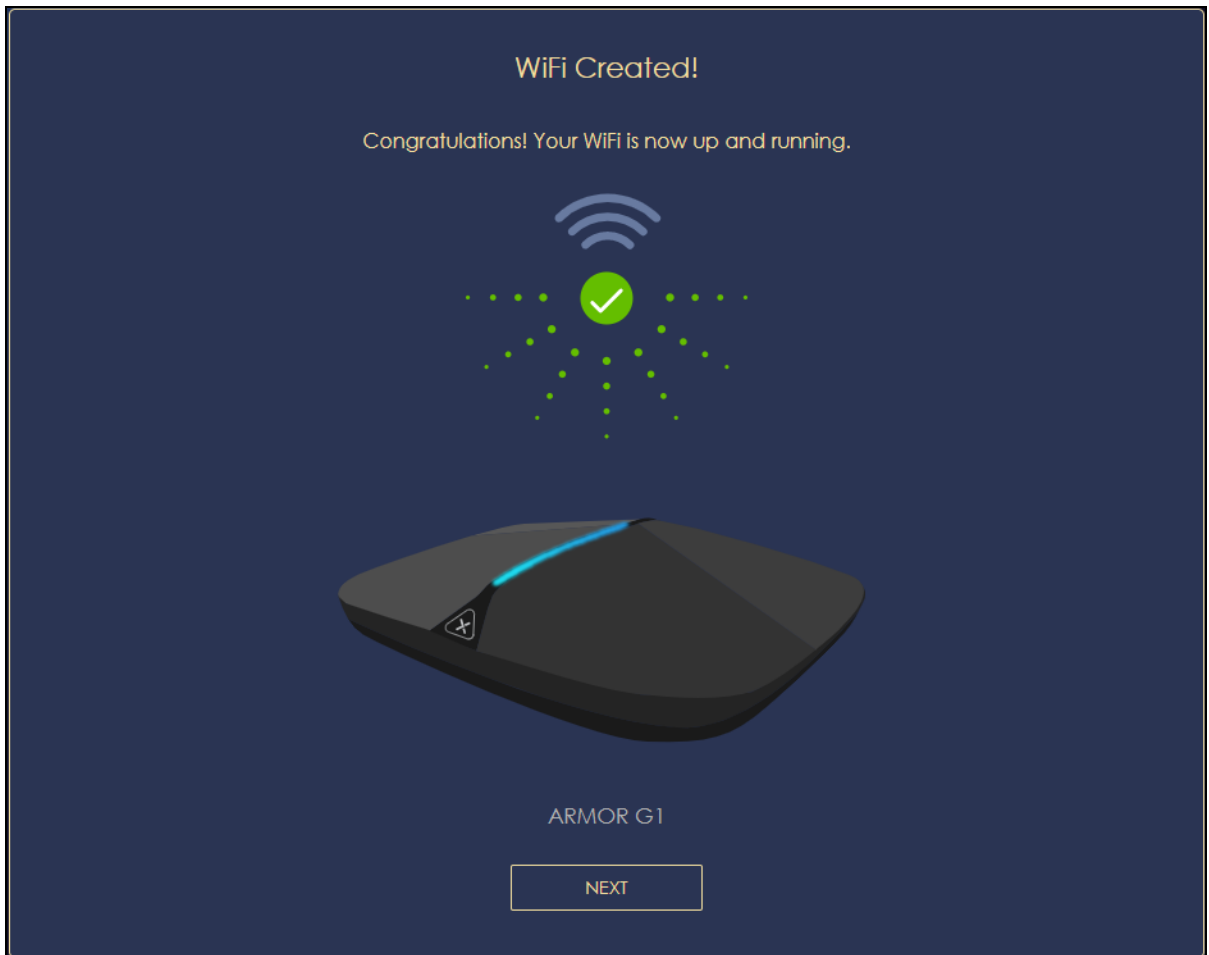 WiFi Created!
Congratulations! Your WiFi is now up and running.
ARMOR G1
NEXT